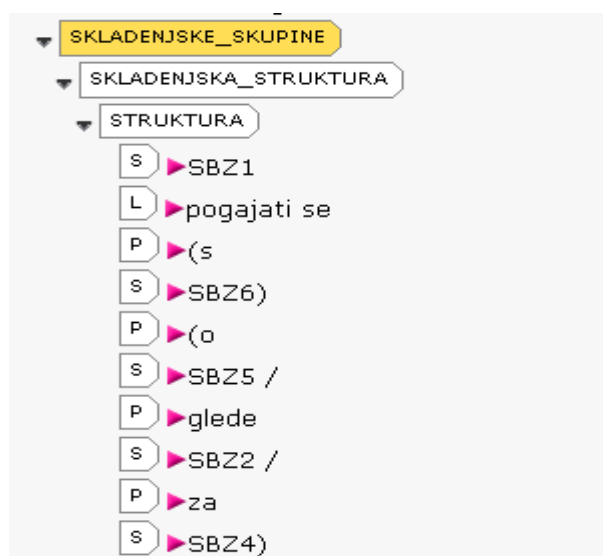 SKLADENJSKE_SKUPINE
SKLADENJSKA_STRUKTURA
STRUKTURA
S SBZ1
L pogajati se
P (s
S SBZ6)
P (o
S SBZ5 /
P glede
S SBZ2 /
P za
S SBZ4)